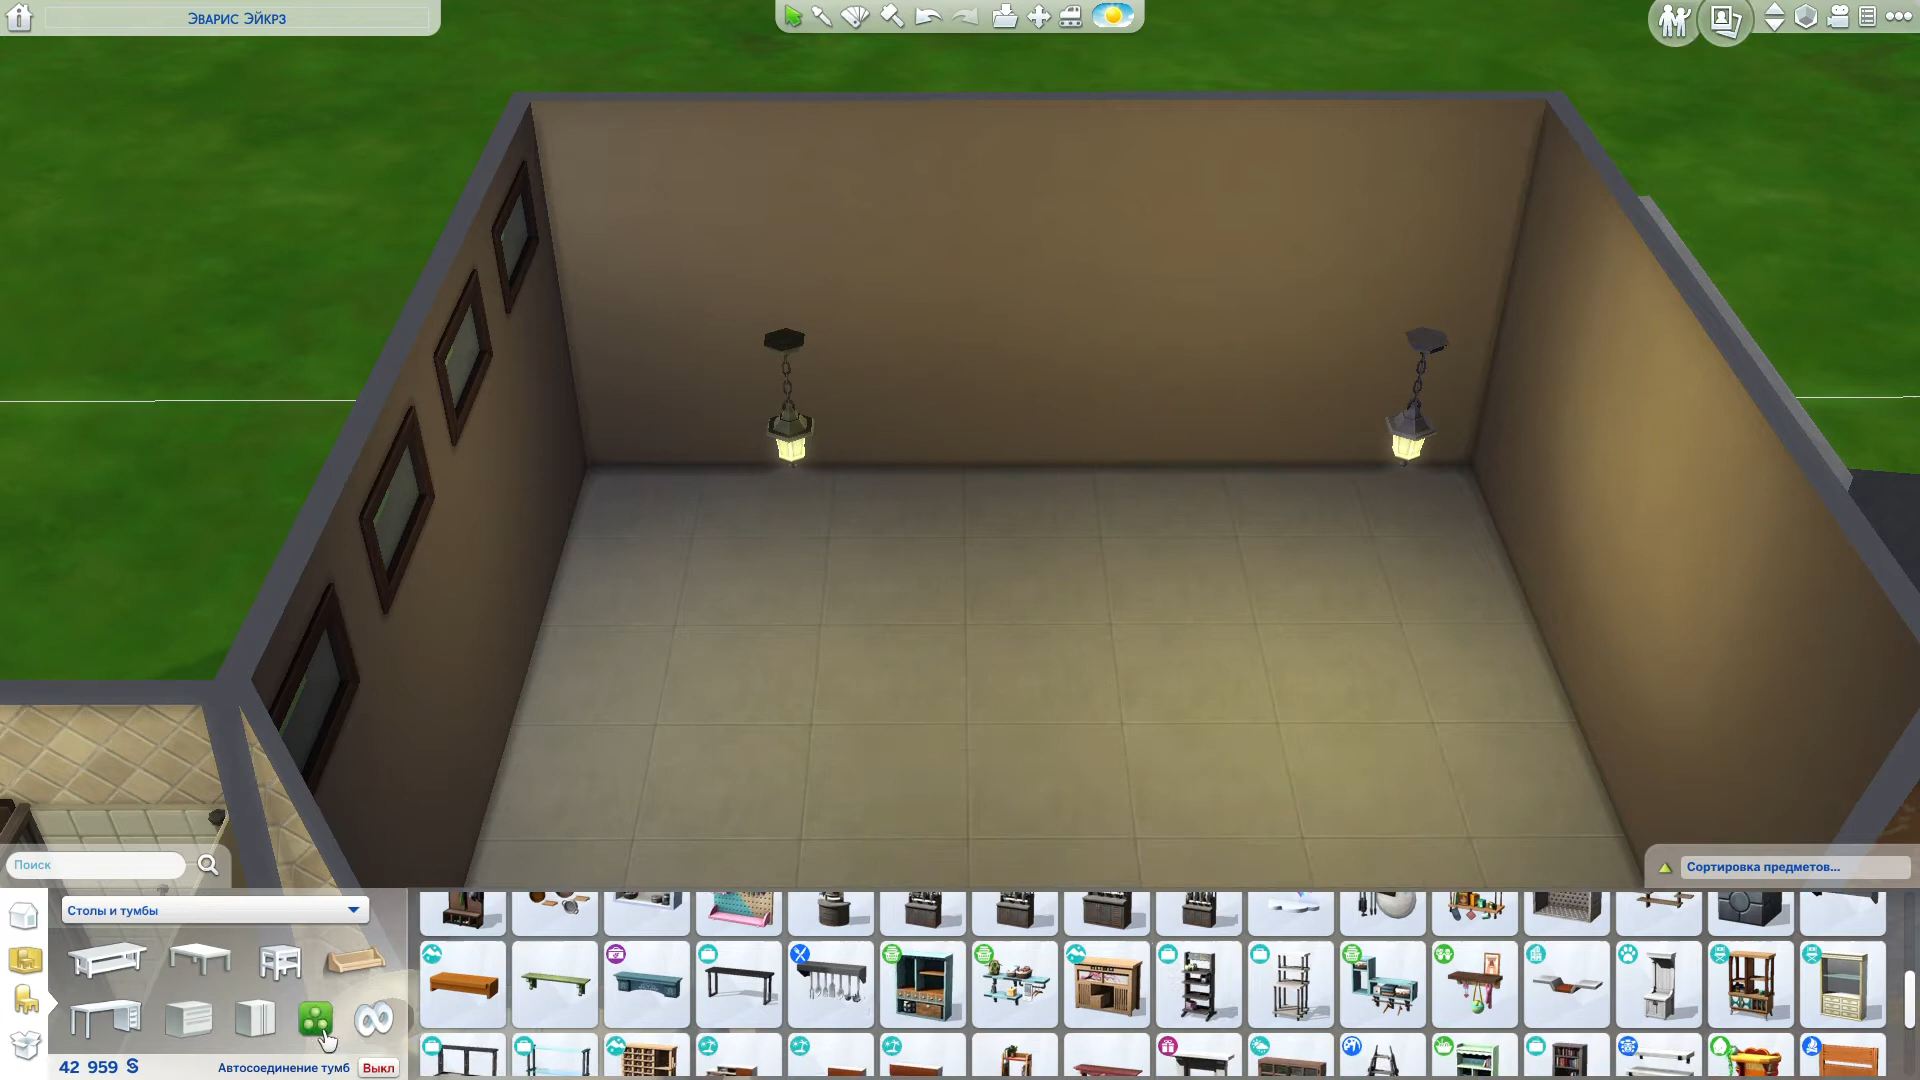 Эварис Эйкрз
Поиск
Сортировка предметов...
Столы и тумбы
42 959
Автосоединение тумб
Выкл